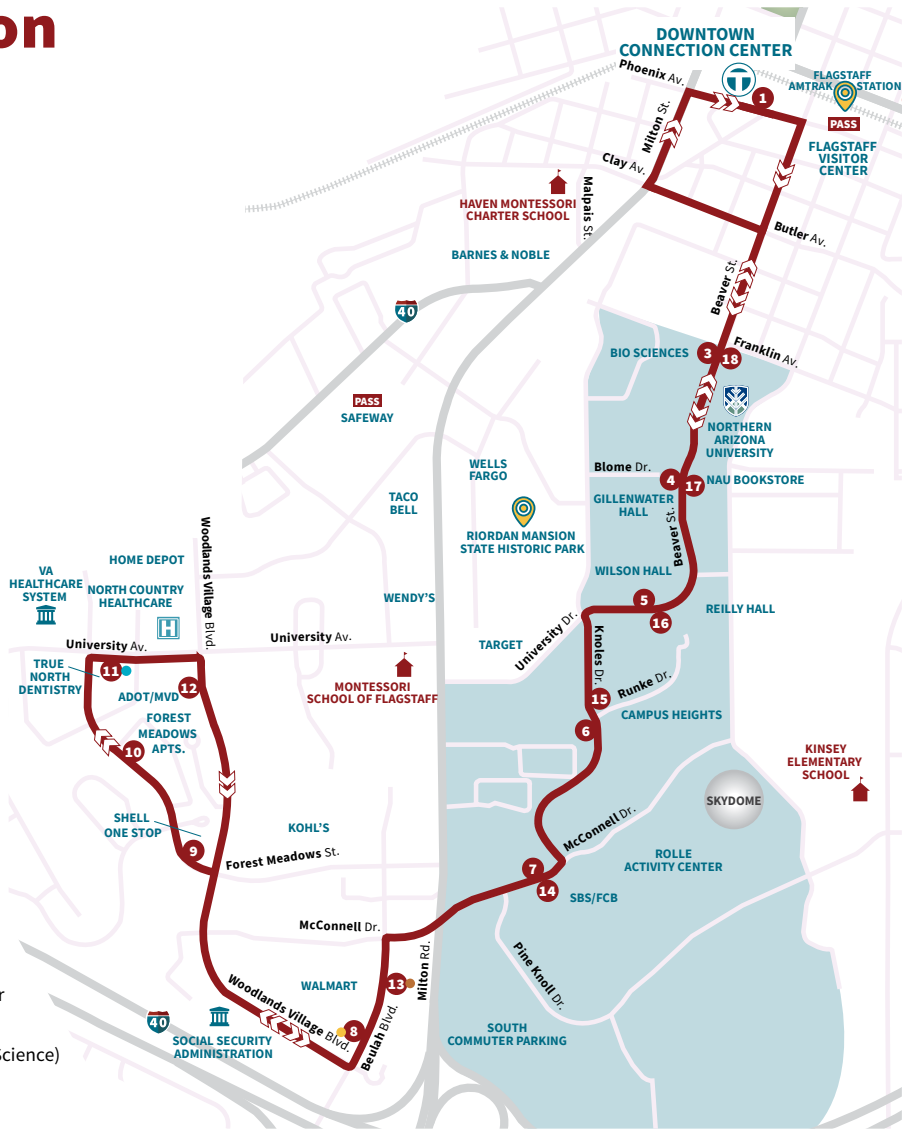 on
DOWNTOWN
CONNECTION CENTER
Phoenix Av.
1
FLAGSTAFF
AMTRAK STATION
PASS
FLAGSTAFF
VISITOR
CENTER
Milton St.
Clay Av.
HAVEN MONTESSORI
CHARTER SCHOOL
Malpais St.
Butler Av.
BARNES & NOBLE
Beaver St.
40
BIO SCIENCES
3
18
Franklin Av.
PASS
SAFEWAY
NORTHERN
ARIZONA
UNIVERSITY
WELLS
FARGO
Blome Dr.
4
17
NAU BOOKSTORE
GILLENWATER
HALL
TACO
BELL
Beaver St.
RIORDAN MANSION
STATE HISTORIC PARK
Woodlands Village Blvd.
HOME DEPOT
VA
HEALTHCARE
SYSTEM
NORTH COUNTRY
HEALTHCARE
H
WILSON HALL
WENDY'S
5
16
REILLY HALL
University Av.
University Av.
TARGET
University Dr.
Knoles Dr.
TRUE
NORTH
DENTISTRY
11
ADOT/MVD
12
MONTESSORI
SCHOOL OF FLAGSTAFF
15
Runke Dr.
CAMPUS HEIGHTS
6
FOREST
MEADOWS
APTS.
10
KINSEY
ELEMENTARY
SCHOOL
SKYDOME
SHELL
ONE STOP
KOHL'S
McConnell Dr.
9
Forest Meadows St.
ROLLE
ACTIVITY CENTER
7
14
SBS/FCB
McConnell Dr.
Milton Rd.
Pine Knoll Dr.
WALMART
13
Woodlands Village Blvd.
8
Beulah Blvd.
40
SOCIAL SECURITY
ADMINISTRATION
SOUTH
COMMUTER PARKING
r
Science)